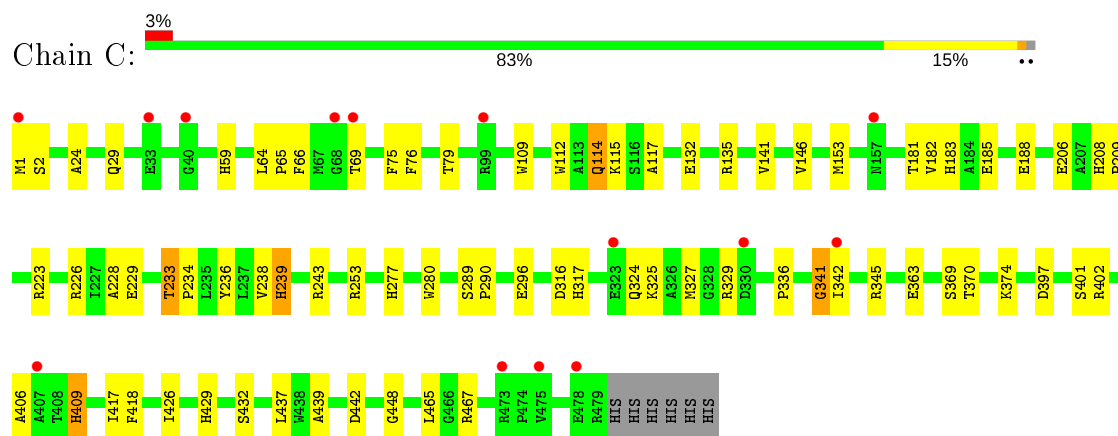 3%
Chain C:
83%
15%
M1 S2 A24 Q29 E33 G40 H59 L64 P65 F66 M67 G68 T69 F75 F76 T79 R99 W109 W112 A113 Q114 K115 S116 A117 E132 R135 V141 V146 M153 N157 T181 V182 H183 A184 E185 E188 E206 A207 H208 P209
R223 R226 I227 A228 E229 T233 P234 L235 Y236 L237 V238 H239 R243 R253 H277 W280 S289 P290 E296 D316 H317 E323 Q324 K325 A326 M327 G328 R329 D330 P336 G341 I342 R345 E363 S369 T370 K374 D397 S401 R402
A406 A407 T408 H409 I417 F418 I426 H429 S432 L437 W438 A439 D442 G448 L465 G466 R467 R473 P474 V475 E478 R479 HIS HIS HIS HIS HIS HIS